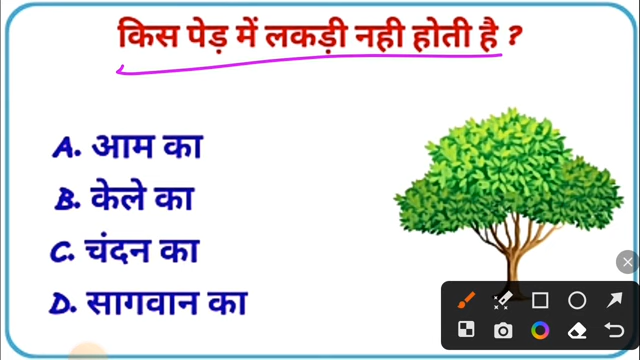 किस पेड़ में लकड़ी नही होती है ?
A. आम का
B. केले का
C. चंदन का
D. सागवान का